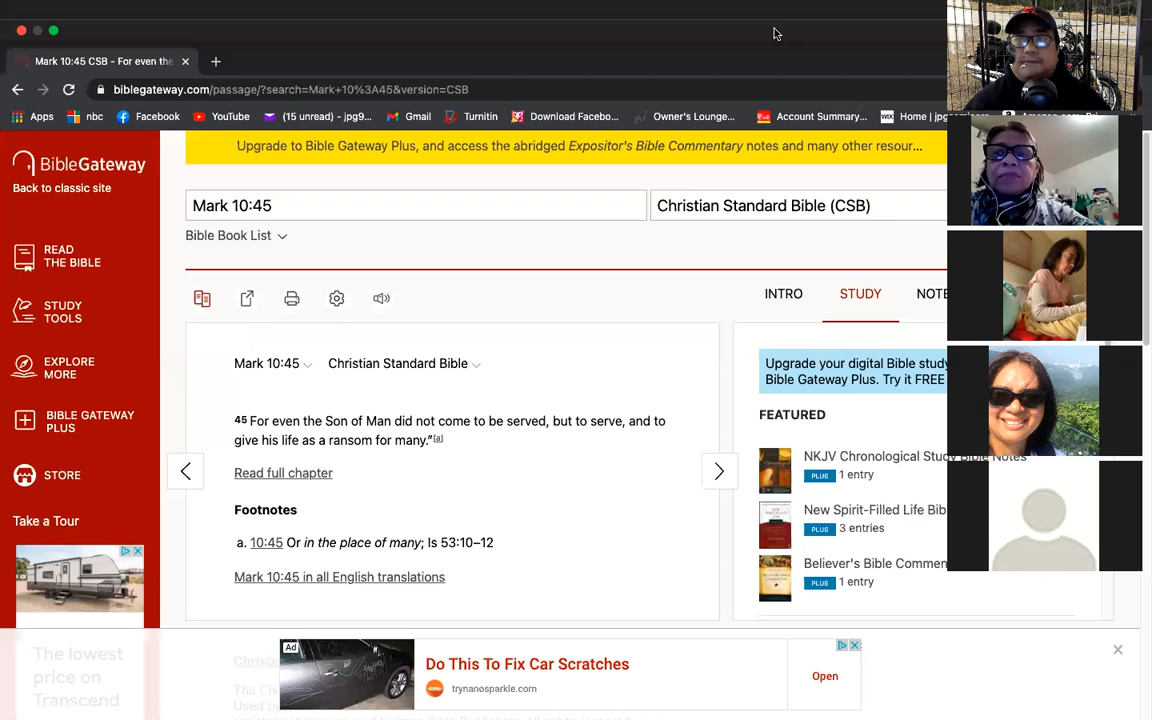 Mark 10:45 CSB - For even the
biblegateway.com/passage/?search=Mark+10%3A45&version=CSB
Apps nbc Facebook YouTube (15 unread) - jpg9... Gmail Turnitin Download Facebo... Owner's Lounge... Account Summary... Home |
Upgrade to Bible Gateway Plus, and access the abridged Expositor's Bible Commentary notes and many other resour...
BibleGateway
Back to classic site
Mark 10:45
Christian Standard Bible (CSB)
Bible Book List
READ
THE BIBLE
STUDY
TOOLS
EXPLORE
MORE
BIBLE GATEWAY
PLUS
STORE
Take a Tour
The lowest
price on
Transcend
INTRO STUDY NOTE
Mark 10:45 Christian Standard Bible
45 For even the Son of Man did not come to be served, but to serve, and to
give his life as a ransom for many.”[a]
Read full chapter
Footnotes
a. 10:45 Or in the place of many; Is 53:10–12
Mark 10:45 in all English translations
Upgrade your digital Bible study
Bible Gateway Plus. Try it FREE
FEATURED
NKJV Chronological Study Bible Notes
PLUS 1 entry
New Spirit-Filled Life Bib
PLUS 3 entries
Believer's Bible Commen
PLUS 1 entry
Ad
Do This To Fix Car Scratches
trynanosparkle.com
Open